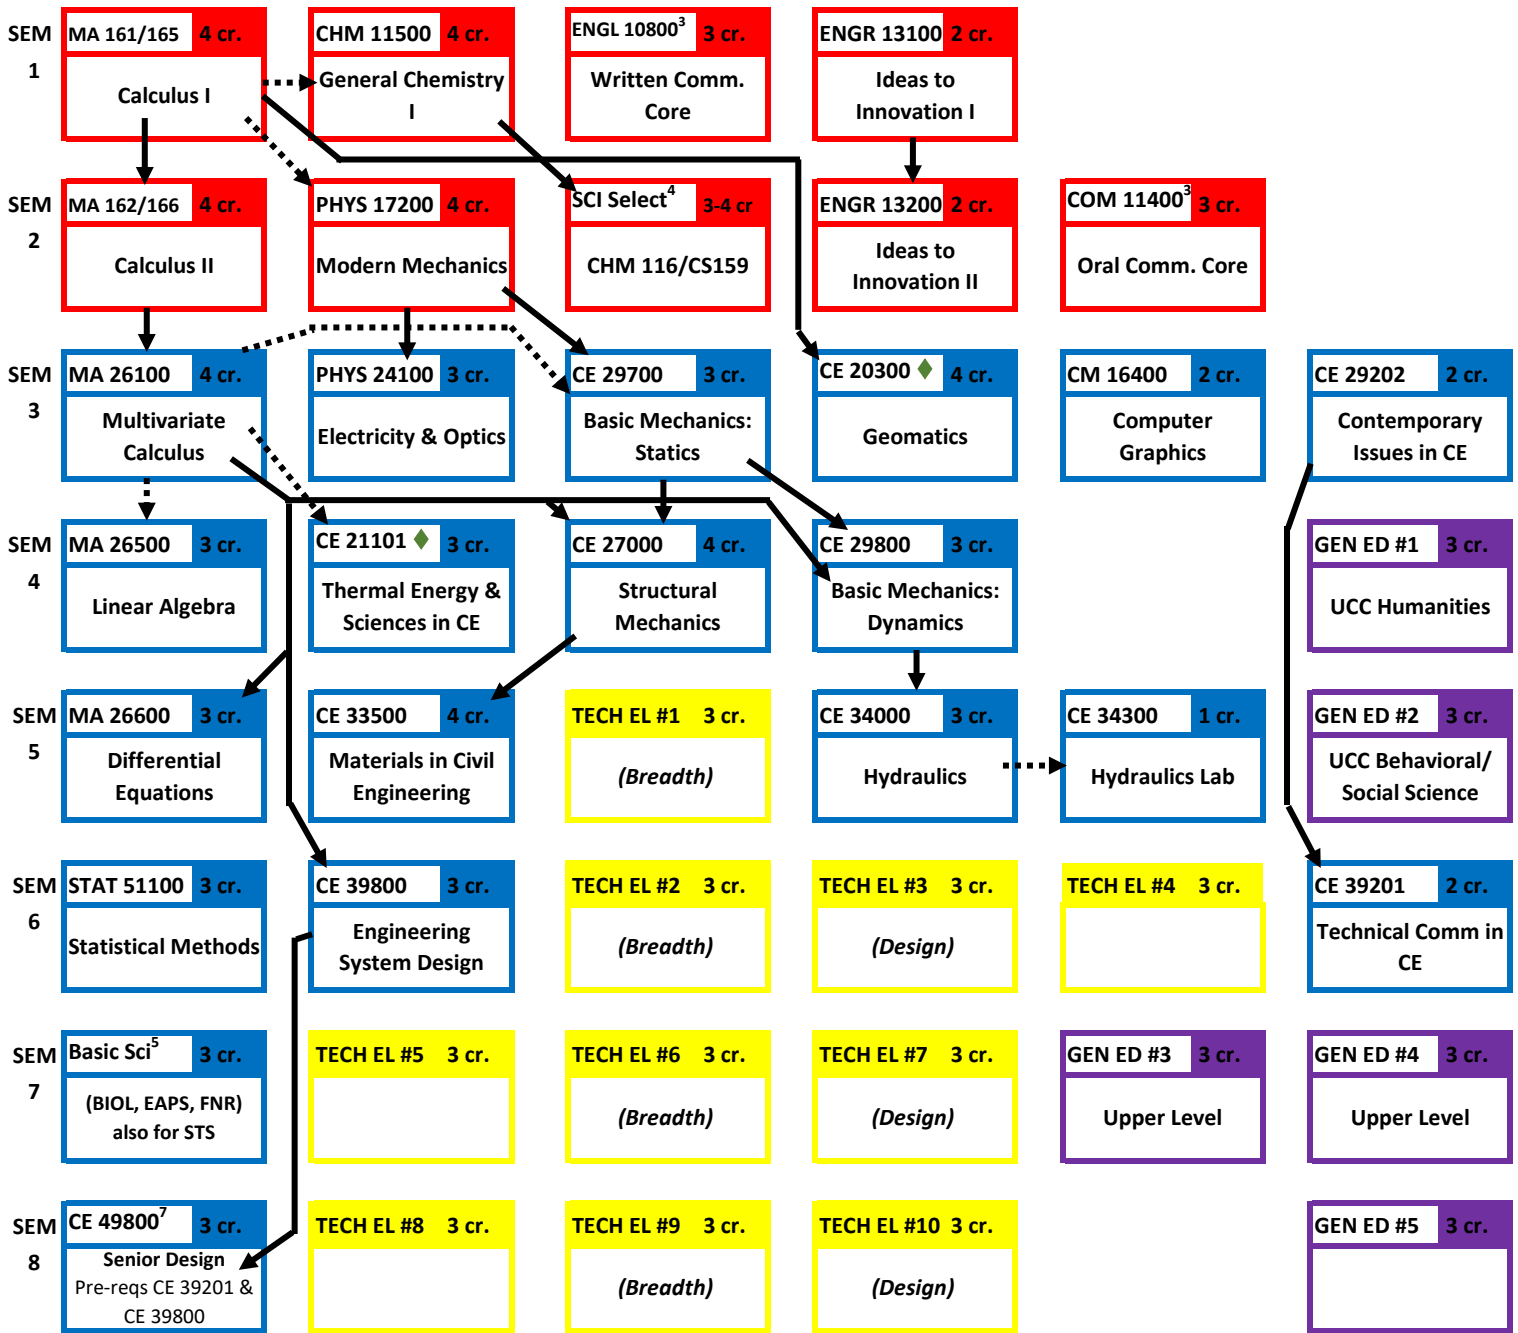 SEM 1
MA 161/165 4 cr.
Calculus I
CHM 11500 4 cr.
General Chemistry
I
ENGL 10800³ 3 cr.
Written Comm.
Core
ENGR 13100 2 cr.
Ideas to
Innovation I
SEM 2
MA 162/166 4 cr.
Calculus II
PHYS 17200 4 cr.
Modern Mechanics
SCI Select⁴ 3-4 cr
CHM 116/CS159
ENGR 13200 2 cr.
Ideas to
Innovation II
COM 11400³ 3 cr.
Oral Comm. Core
SEM 3
MA 26100 4 cr.
Multivariate
Calculus
PHYS 24100 3 cr.
Electricity & Optics
CE 29700 3 cr.
Basic Mechanics:
Statics
CE 20300 ♦ 4 cr.
Geomatics
CM 16400 2 cr.
Computer
Graphics
CE 29202 2 cr.
Contemporary
Issues in CE
SEM 4
MA 26500 3 cr.
Linear Algebra
CE 21101 ♦ 3 cr.
Thermal Energy &
Sciences in CE
CE 27000 4 cr.
Structural
Mechanics
CE 29800 3 cr.
Basic Mechanics:
Dynamics
GEN ED #1 3 cr.
UCC Humanities
SEM 5
MA 26600 3 cr.
Differential
Equations
CE 33500 4 cr.
Materials in Civil
Engineering
TECH EL #1 3 cr.
(Breadth)
CE 34000 3 cr.
Hydraulics
CE 34300 1 cr.
Hydraulics Lab
GEN ED #2 3 cr.
UCC Behavioral/
Social Science
SEM 6
STAT 51100 3 cr.
Statistical Methods
CE 39800 3 cr.
Engineering
System Design
TECH EL #2 3 cr.
(Breadth)
TECH EL #3 3 cr.
(Design)
TECH EL #4 3 cr.
CE 39201 2 cr.
Technical Comm in
CE
SEM 7
Basic Sci⁵ 3 cr.
(BIOL, EAPS, FNR)
also for STS
TECH EL #5 3 cr.
TECH EL #6 3 cr.
(Breadth)
TECH EL #7 3 cr.
(Design)
GEN ED #3 3 cr.
Upper Level
GEN ED #4 3 cr.
Upper Level
SEM 8
CE 49800⁷ 3 cr.
Senior Design
Pre-reqs CE 39201 &
CE 39800
TECH EL #8 3 cr.
TECH EL #9 3 cr.
(Breadth)
TECH EL #10 3 cr.
(Design)
GEN ED #5 3 cr.